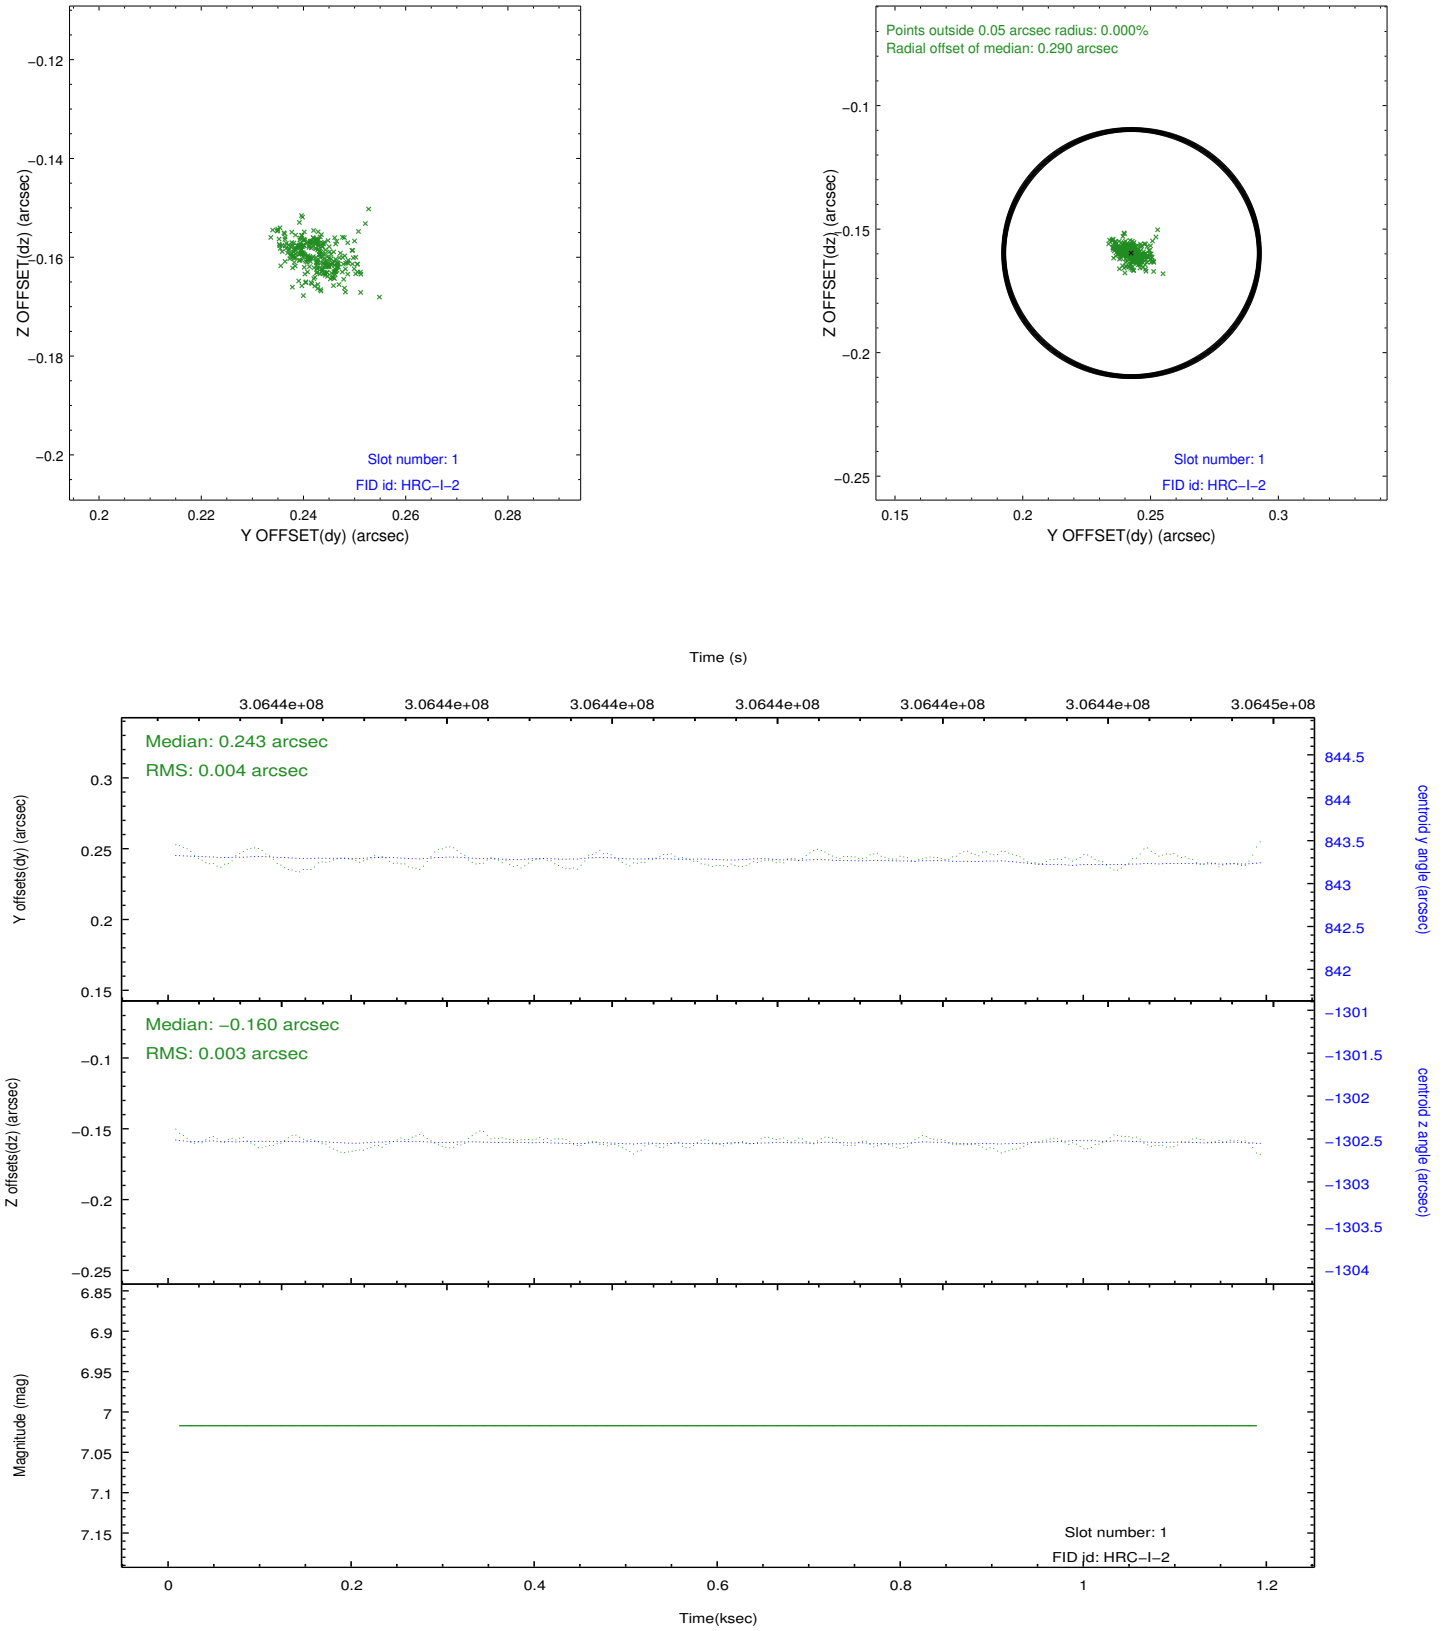 −0.12
−0.14
−0.16
−0.18
−0.2
Z OFFSET(dz) (arcsec)
Slot number: 1
FID id: HRC−I−2
0.2 0.22 0.24 0.26 0.28
Y OFFSET(dy) (arcsec)
Points outside 0.05 arcsec radius: 0.000%
Radial offset of median: 0.290 arcsec
−0.1
−0.15
−0.2
−0.25
Z OFFSET(dz) (arcsec)
Slot number: 1
FID id: HRC−I−2
0.15 0.2 0.25 0.3
Y OFFSET(dy) (arcsec)
Time (s)
3.0644e+08 3.0644e+08 3.0644e+08 3.0644e+08 3.0644e+08 3.0644e+08 3.0645e+08
Median: 0.243 arcsec
RMS: 0.004 arcsec
0.3
0.25
0.2
0.15
Y offsets(dy) (arcsec)
844.5
844
843.5
843
842.5
842
centroid y angle (arcsec)
Median: −0.160 arcsec
RMS: 0.003 arcsec
−0.1
−0.15
−0.2
−0.25
Z offsets(dz) (arcsec)
−1301
−1301.5
−1302
−1302.5
−1303
−1303.5
−1304
centroid z angle (arcsec)
6.85
6.9
6.95
7
7.05
7.1
7.15
Magnitude (mag)
Slot number: 1
FID id: HRC−I−2
0 0.2 0.4 0.6 0.8 1 1.2
Time(ksec)